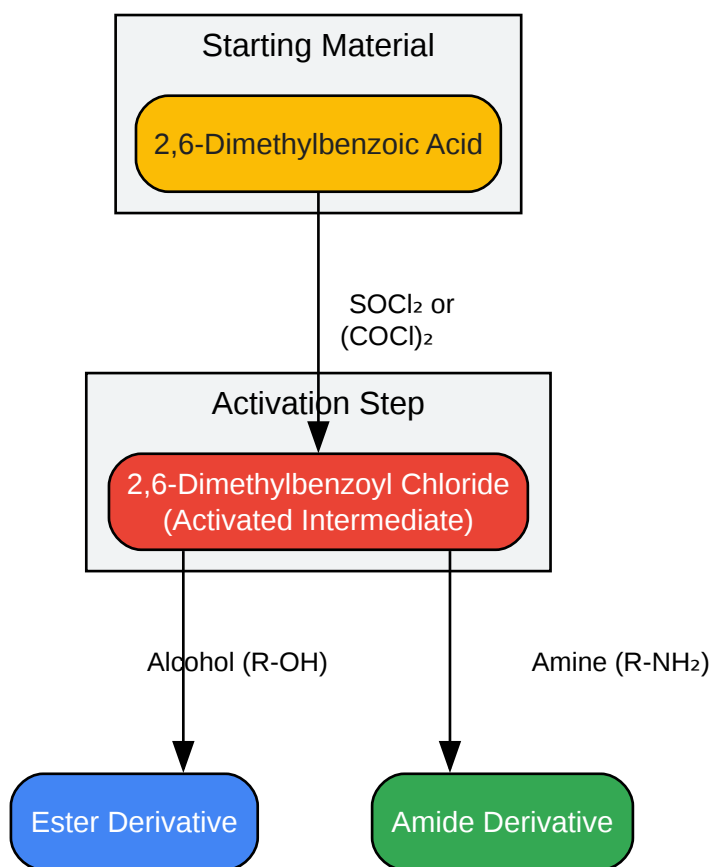 Starting Material
2,6-Dimethylbenzoic Acid
SOCl₂ or
(COCl)₂
Activation Step
2,6-Dimethylbenzoyl Chloride
(Activated Intermediate)
Alcohol (R-OH)
Amine (R-NH₂)
Ester Derivative
Amide Derivative